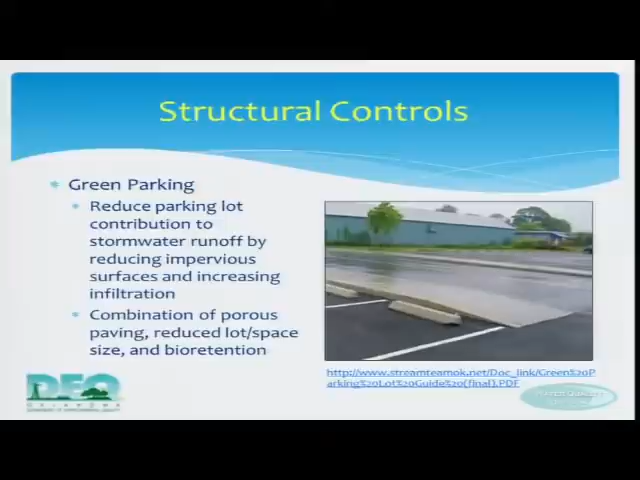 Structural Controls
Green Parking
Reduce parking lot
contribution to
stormwater runoff by
reducing impervious
surfaces and increasing
infiltration
Combination of porous
paving, reduced lot/space
size, and bioretention
http://www.streamteamok.net/Doc_link/Green%20P
arking%20Lot%20Guide%20(final).PDF
DEQ
OKLAHOMA